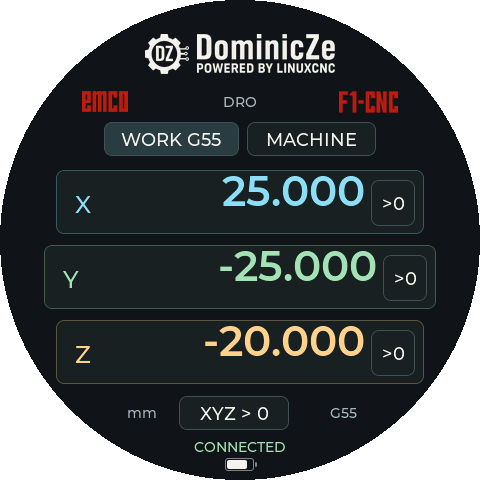 DZ DominicZe
POWERED BY LINUXCNC
emco DRO F1-CNC
WORK G55 MACHINE
X 25.000 >0
Y -25.000 >0
Z -20.000 >0
mm XYZ > 0 G55
CONNECTED